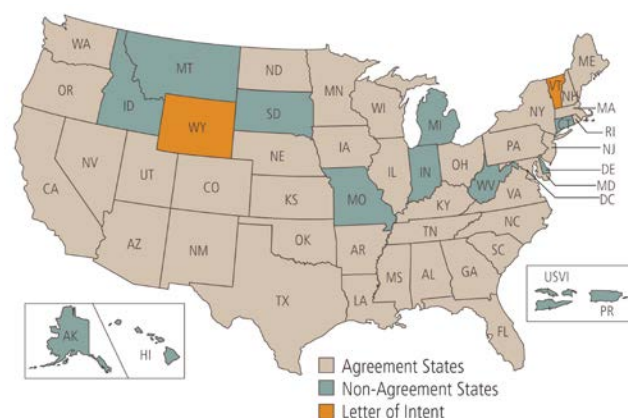 WA
MT
ND
ME
OR
ID
MN
VT
NH
WY
SD
WI
MI
NY
MA
RI
NV
NE
IA
PA
NJ
UT
CO
IL
IN
OH
DE
CA
KS
MO
WV
VA
MD
DC
KY
AZ
NM
OK
AR
TN
NC
SC
TX
LA
MS
AL
GA
FL
AK
HI
USVI
PR
Agreement States
Non-Agreement States
Letter of Intent